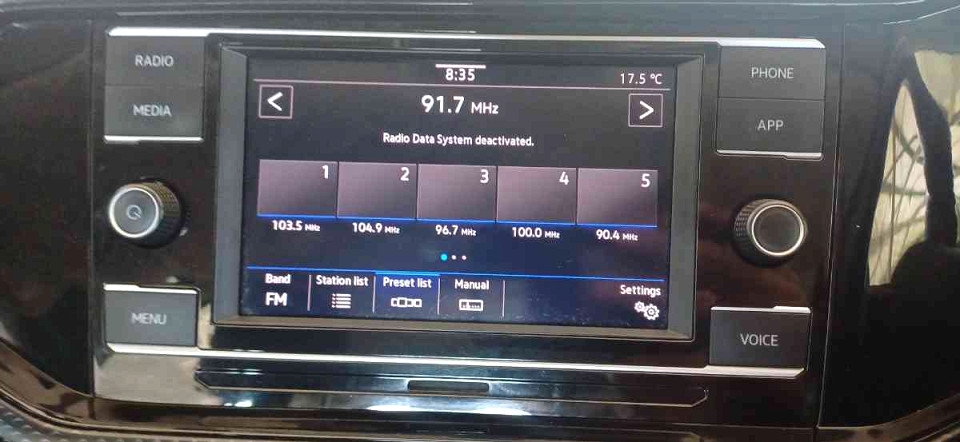 RADIO
MEDIA
MENU
8:35
17.5 °C
91.7 MHz
Radio Data System deactivated.
1 2 3 4 5
103.5 MHz 104.9 MHz 96.7 MHz 100.0 MHz 90.4 MHz
Band Station list Preset list Manual Settings
FM
PHONE
APP
VOICE